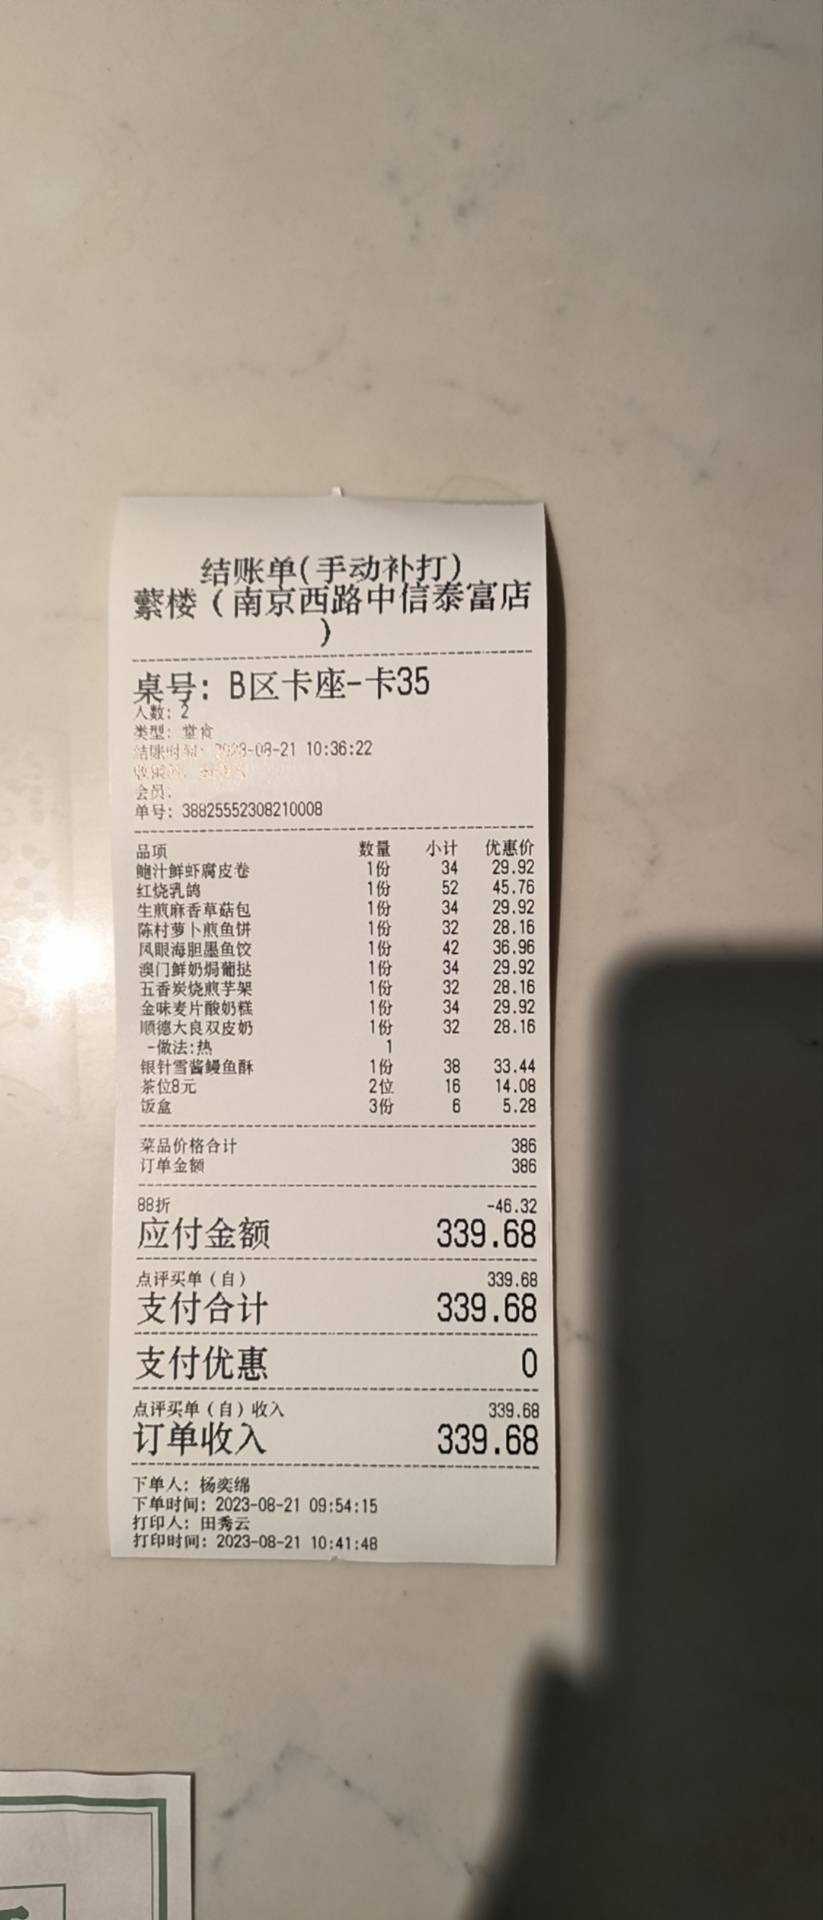 结账单(手动补打)
蘩楼（南京西路中信泰富店
）
桌号: B区卡座-卡35
人数: 2
类型: 堂食
结账时间: 2023-08-21 10:36:22
会员:
单号: 38825552308210008
品项 数量 小计 优惠价
鲍汁鲜虾腐皮卷 1份 34 29.92
红烧乳鸽 1份 52 45.76
生煎麻香草菇包 1份 34 29.92
陈村萝卜煎鱼饼 1份 32 28.16
凤眼海胆墨鱼饺 1份 42 36.96
澳门鲜奶焗葡挞 1份 34 29.92
五香炭烧煎芋架 1份 32 28.16
金味麦片酸奶糕 1份 34 29.92
顺德大良双皮奶 1份 32 28.16
-做法:热 1
银针雪酱鳗鱼酥 1份 38 33.44
茶位8元 2位 16 14.08
饭盒 3份 6 5.28
菜品价格合计 386
订单金额 386
88折 -46.32
应付金额 339.68
点评买单（自） 339.68
支付合计 339.68
支付优惠 0
点评买单（自）收入 339.68
订单收入 339.68
下单人: 杨奕绵
下单时间: 2023-08-21 09:54:15
打印人: 田秀云
打印时间: 2023-08-21 10:41:48